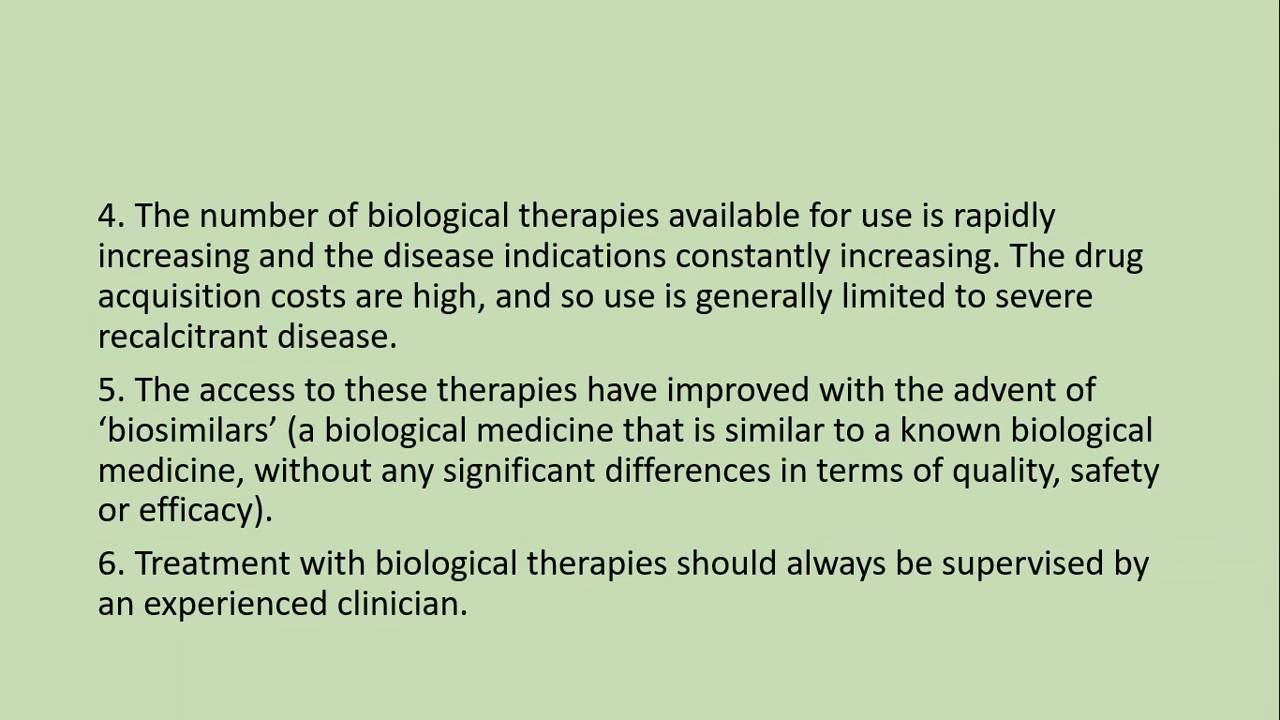 4. The number of biological therapies available for use is rapidly
increasing and the disease indications constantly increasing. The drug
acquisition costs are high, and so use is generally limited to severe
recalcitrant disease.
5. The access to these therapies have improved with the advent of
‘biosimilars’ (a biological medicine that is similar to a known biological
medicine, without any significant differences in terms of quality, safety
or efficacy).
6. Treatment with biological therapies should always be supervised by
an experienced clinician.